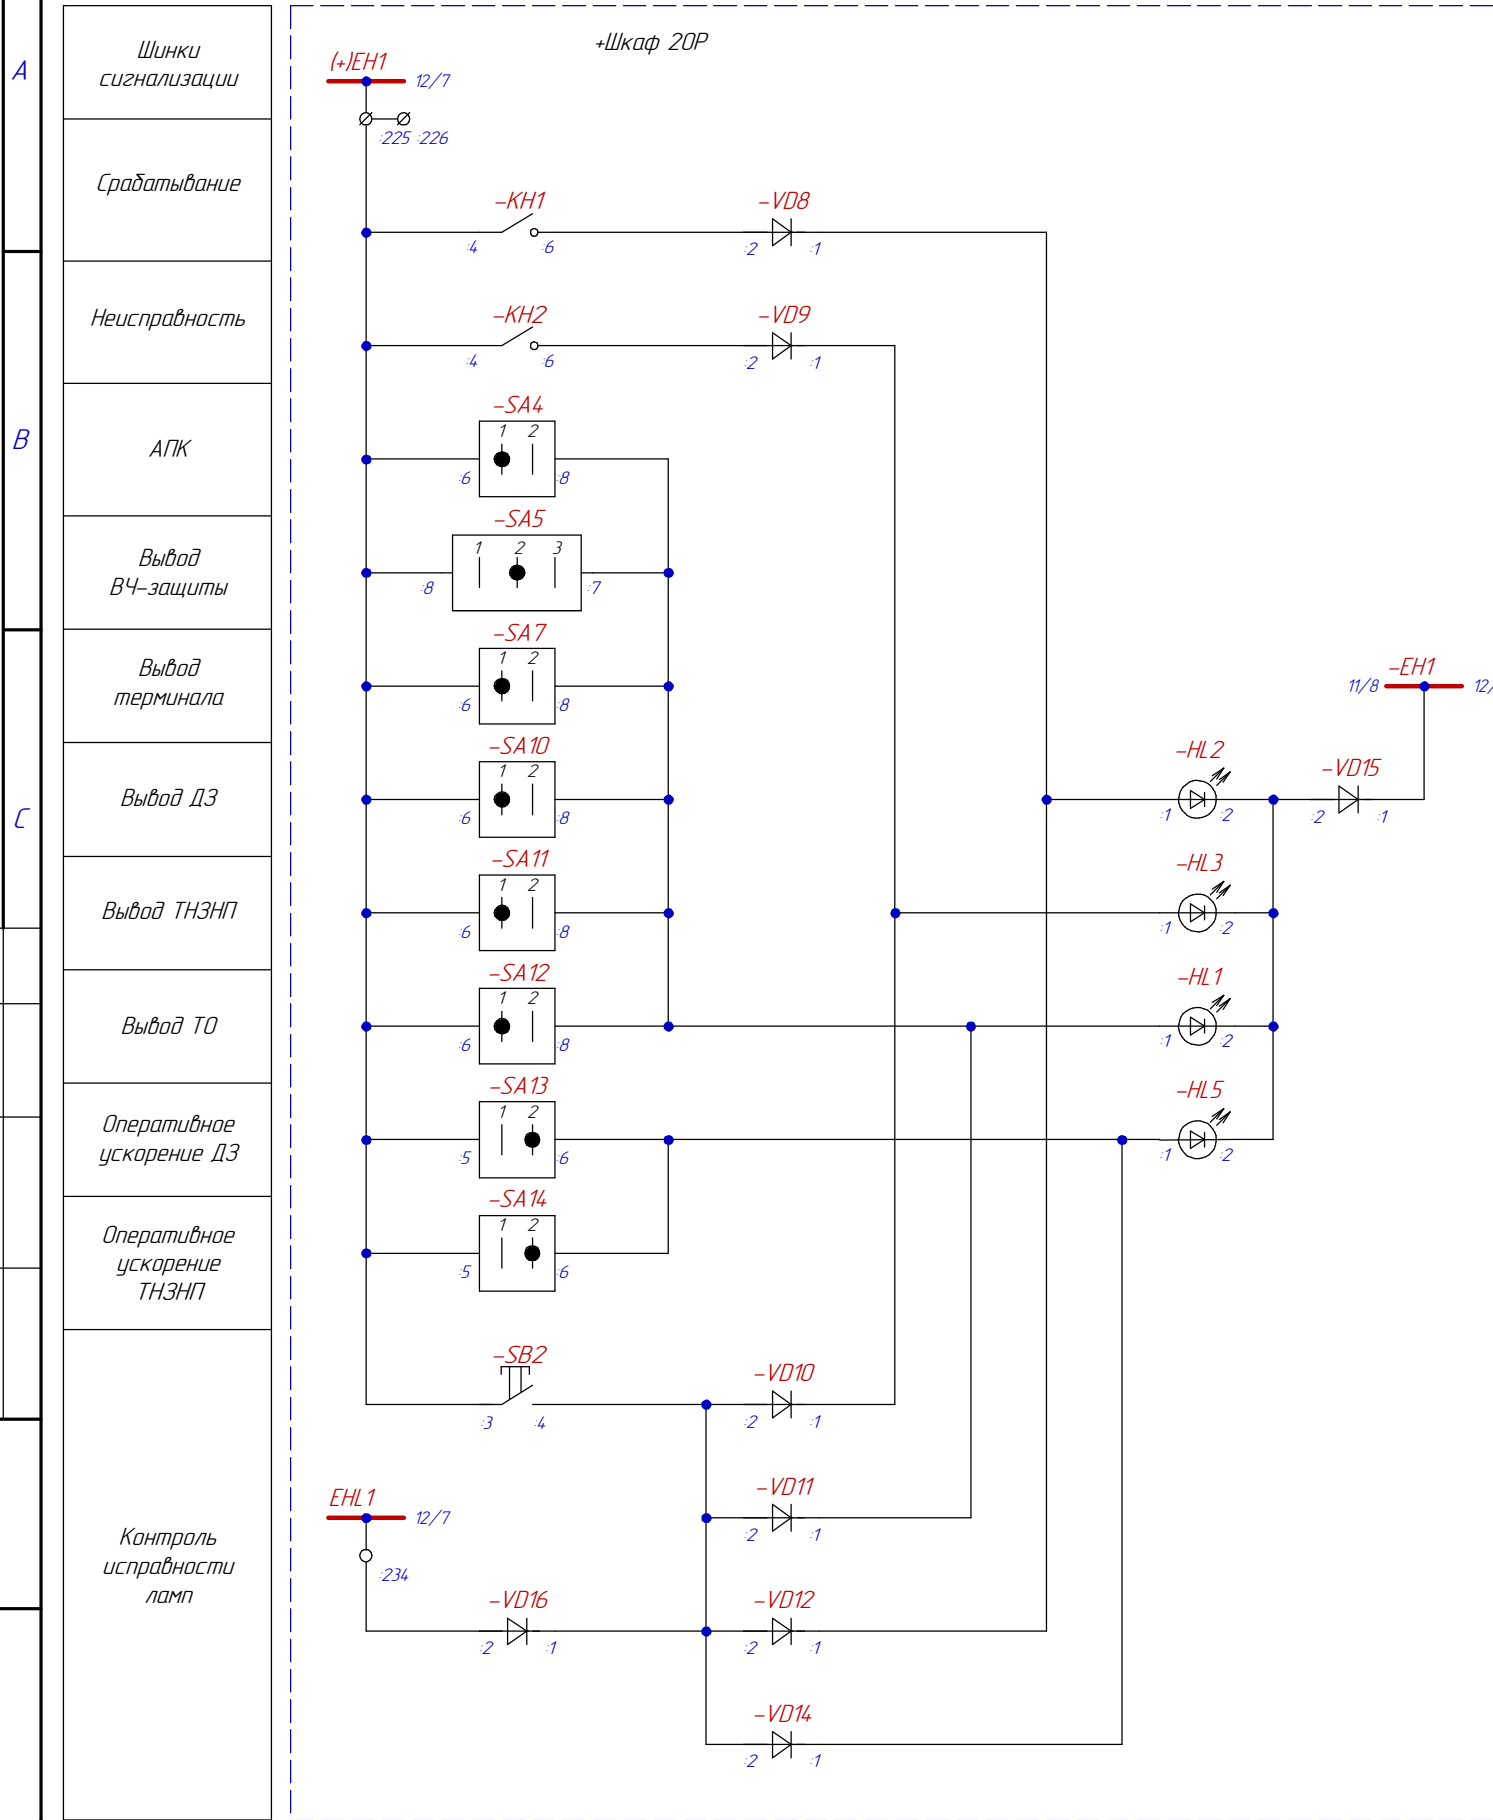 A
B
C
Шинки
сигнализации
Срабатывание
Неисправность
АПК
Вывод
ВЧ-защиты
Вывод
терминала
Вывод ДЗ
Вывод ТНЗНП
Вывод ТО
Оперативное
ускорение ДЗ
Оперативное
ускорение
ТНЗНП
Контроль
исправности
ламп
+Шкаф 20Р
(+)EH1
12/7
:225 :226
-KH1
:4 :6
-VD8
:2 :1
-KH2
:4 :6
-VD9
:2 :1
-SA4
1 2
:6 :8
-SA5
1 2 3
:8 :7
-SA7
1 2
:6 :8
-EH1
11/8 12/
-SA10
1 2
:6 :8
-HL2
:1 :2
-VD15
:2 :1
-SA11
1 2
:6 :8
-HL3
:1 :2
-SA12
1 2
:6 :8
-HL1
:1 :2
-SA13
1 2
:5 :6
-HL5
:1 :2
-SA14
1 2
:5 :6
-SB2
:3 :4
-VD10
:2 :1
EHL1
12/7
:234
-VD11
:2 :1
-VD16
:2 :1
-VD12
:2 :1
-VD14
:2 :1